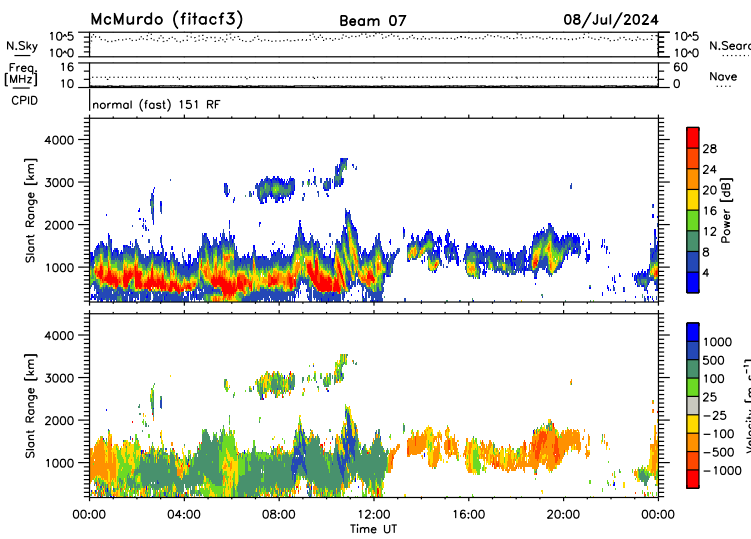 McMurdo (fitacf3) Beam 07 08/Jul/2024
N.Sky 10^5 10^0 10^5 10^0 N.Sear
Freq. [MHz] 16 10 60 0 Nave
CPID normal (fast) 151 RF
Slant Range [km] 4000 3000 2000 1000
Power [dB] 28 24 20 16 12 8 4
Slant Range [km] 4000 3000 2000 1000
Velocity [m s⁻¹] 1000 500 100 25 -25 -100 -500 -1000
00:00 04:00 08:00 12:00 16:00 20:00 00:00
Time UT